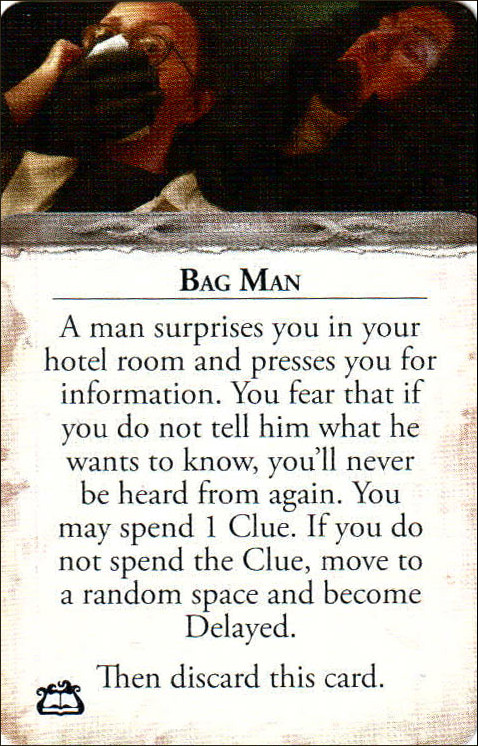 BAG MAN
A man surprises you in your
hotel room and presses you for
information. You fear that if
you do not tell him what he
wants to know, you'll never
be heard from again. You
may spend 1 Clue. If you do
not spend the Clue, move to
a random space and become
Delayed.
Then discard this card.